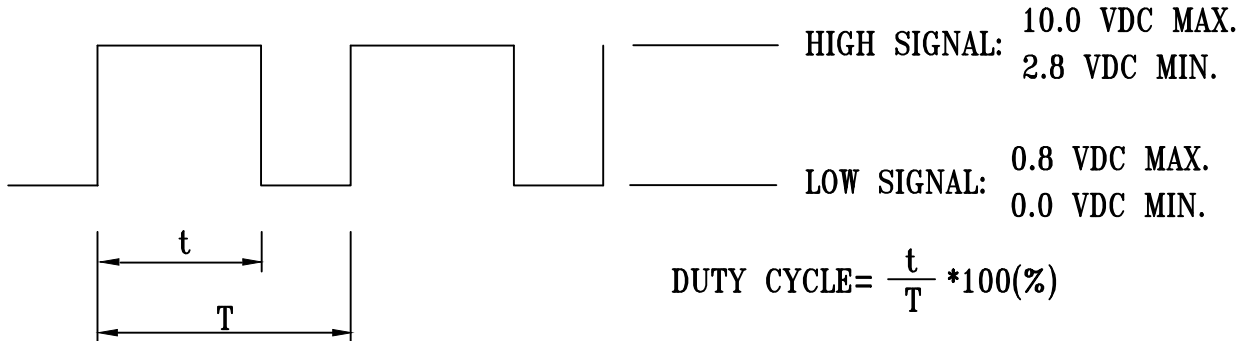 HIGH SIGNAL: 10.0 VDC MAX.
2.8 VDC MIN.
LOW SIGNAL: 0.8 VDC MAX.
0.0 VDC MIN.
t
T
DUTY CYCLE= t/T *100(%)